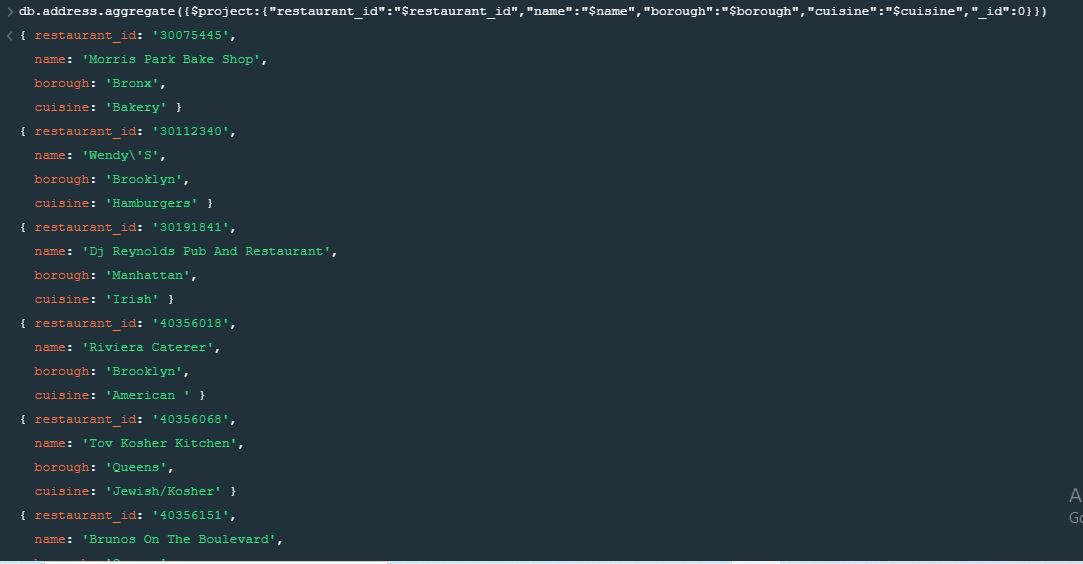 > db.address.aggregate({$project:{"restaurant_id":"$restaurant_id","name":"$name","borough":"$borough","cuisine":"$cuisine","_id":0}})
< { restaurant_id: '30075445',
name: 'Morris Park Bake Shop',
borough: 'Bronx',
cuisine: 'Bakery' }
{ restaurant_id: '30112340',
name: 'Wendy\'S',
borough: 'Brooklyn',
cuisine: 'Hamburgers' }
{ restaurant_id: '30191841',
name: 'Dj Reynolds Pub And Restaurant',
borough: 'Manhattan',
cuisine: 'Irish' }
{ restaurant_id: '40356018',
name: 'Riviera Caterer',
borough: 'Brooklyn',
cuisine: 'American ' }
{ restaurant_id: '40356068',
name: 'Tov Kosher Kitchen',
borough: 'Queens',
cuisine: 'Jewish/Kosher' }
{ restaurant_id: '40356151',
name: 'Brunos On The Boulevard',
A
Go